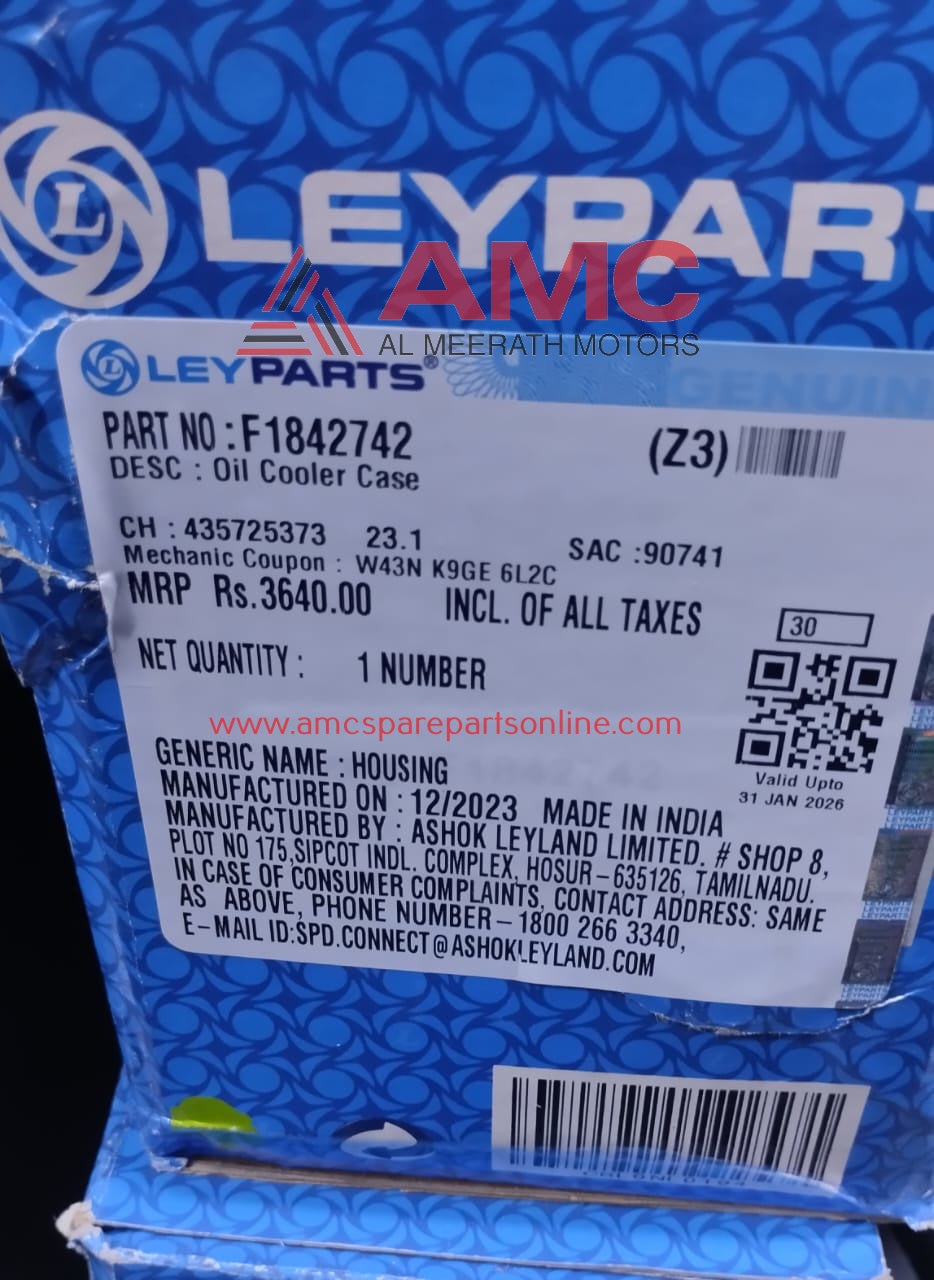 L LEYPART
AMC
AL MEERATH MOTORS
L LEYPARTS® GENUIN
PART NO : F1842742 (Z3)
DESC : Oil Cooler Case
CH : 435725373 23.1 SAC :90741
Mechanic Coupon : W43N K9GE 6L2C
MRP Rs.3640.00 INCL. OF ALL TAXES
30
NET QUANTITY : 1 NUMBER
www.amcsparepartsonline.com
GENERIC NAME : HOUSING
Valid Upto
31 JAN 2026
MANUFACTURED ON : 12/2023 MADE IN INDIA
MANUFACTURED BY : ASHOK LEYLAND LIMITED. # SHOP 8,
PLOT NO 175,SIPCOT INDL. COMPLEX, HOSUR-635126, TAMILNADU.
IN CASE OF CONSUMER COMPLAINTS, CONTACT ADDRESS: SAME
AS ABOVE, PHONE NUMBER-1800 266 3340,
E-MAIL ID:SPD.CONNECT@ASHOKLEYLAND.COM
LEYPARTS
LEYPARTS
LEYPARTS